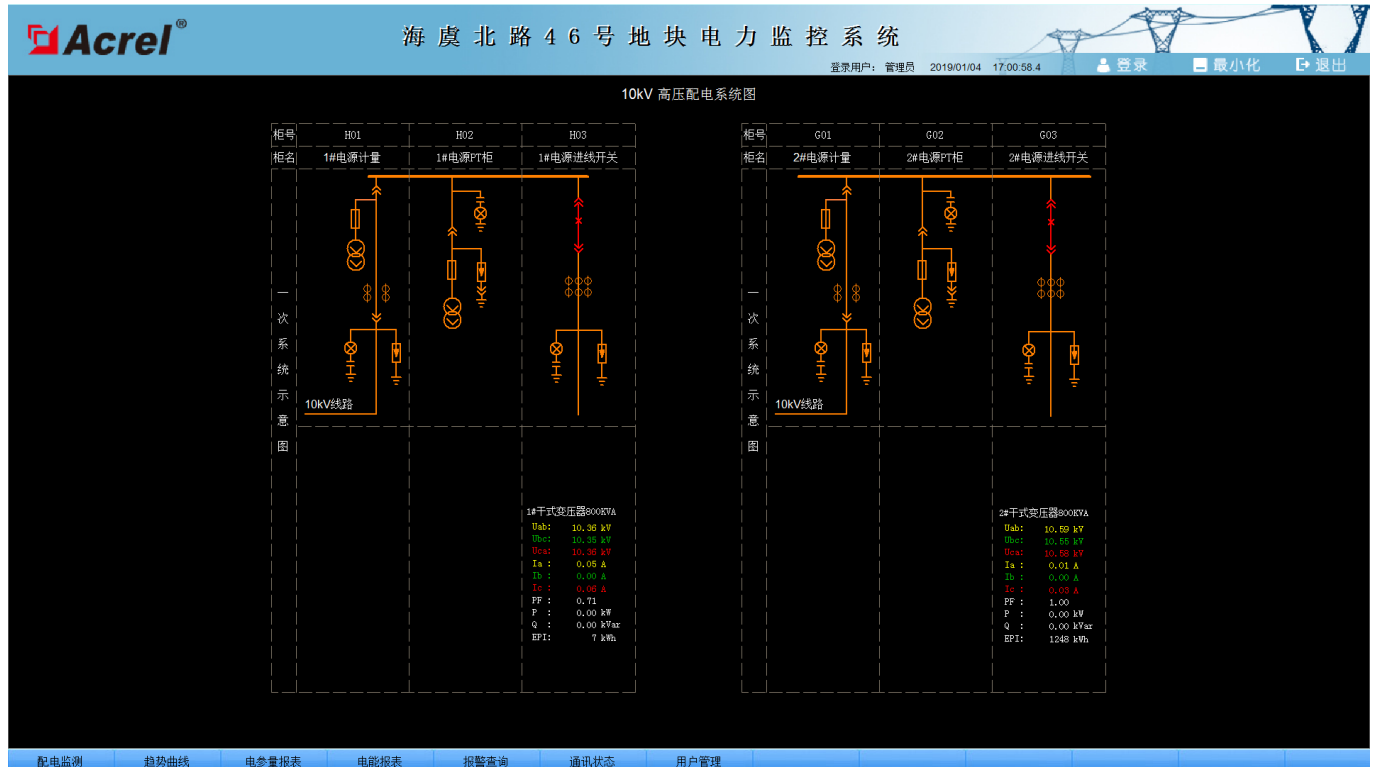 Acrel®
海虞北路46号地块电力监控系统
登录用户： 管理员 2019/01/04 17:00:58.4 登录 最小化 退出
10kV 高压配电系统图
柜号 H01 H02 H03
柜名 1#电源计量 1#电源PT柜 1#电源进线开关
一次系统示意图
10kV线路
1#干式变压器800KVA
Uab: 10.36 kV
Ubc: 10.35 kV
Uca: 10.36 kV
Ia : 0.05 A
Ib : 0.00 A
Ic : 0.06 A
PF : 0.71
P : 0.00 kW
Q : 0.00 kVar
EPI: 7 kWh
柜号 G01 G02 G03
柜名 2#电源计量 2#电源PT柜 2#电源进线开关
一次系统示意图
10kV线路
2#干式变压器800KVA
Uab: 10.59 kV
Ubc: 10.55 kV
Uca: 10.58 kV
Ia : 0.01 A
Ib : 0.00 A
Ic : 0.03 A
PF : 1.00
P : 0.00 kW
Q : 0.00 kVar
EPI: 1248 kWh
配电监测 趋势曲线 电参量报表 电能报表 报警查询 通讯状态 用户管理